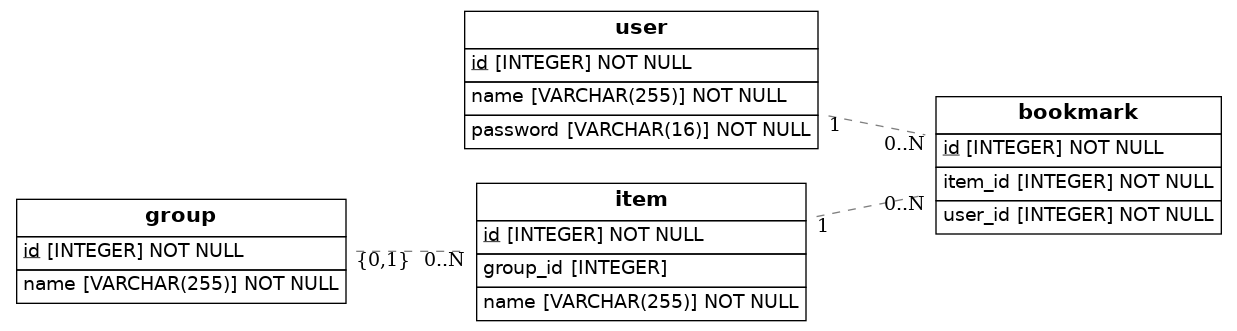 user
id [INTEGER] NOT NULL
name [VARCHAR(255)] NOT NULL
password [VARCHAR(16)] NOT NULL
1
0..N
bookmark
id [INTEGER] NOT NULL
item_id [INTEGER] NOT NULL
user_id [INTEGER] NOT NULL
group
id [INTEGER] NOT NULL
name [VARCHAR(255)] NOT NULL
{0,1}
0..N
item
id [INTEGER] NOT NULL
group_id [INTEGER]
name [VARCHAR(255)] NOT NULL
1
0..N